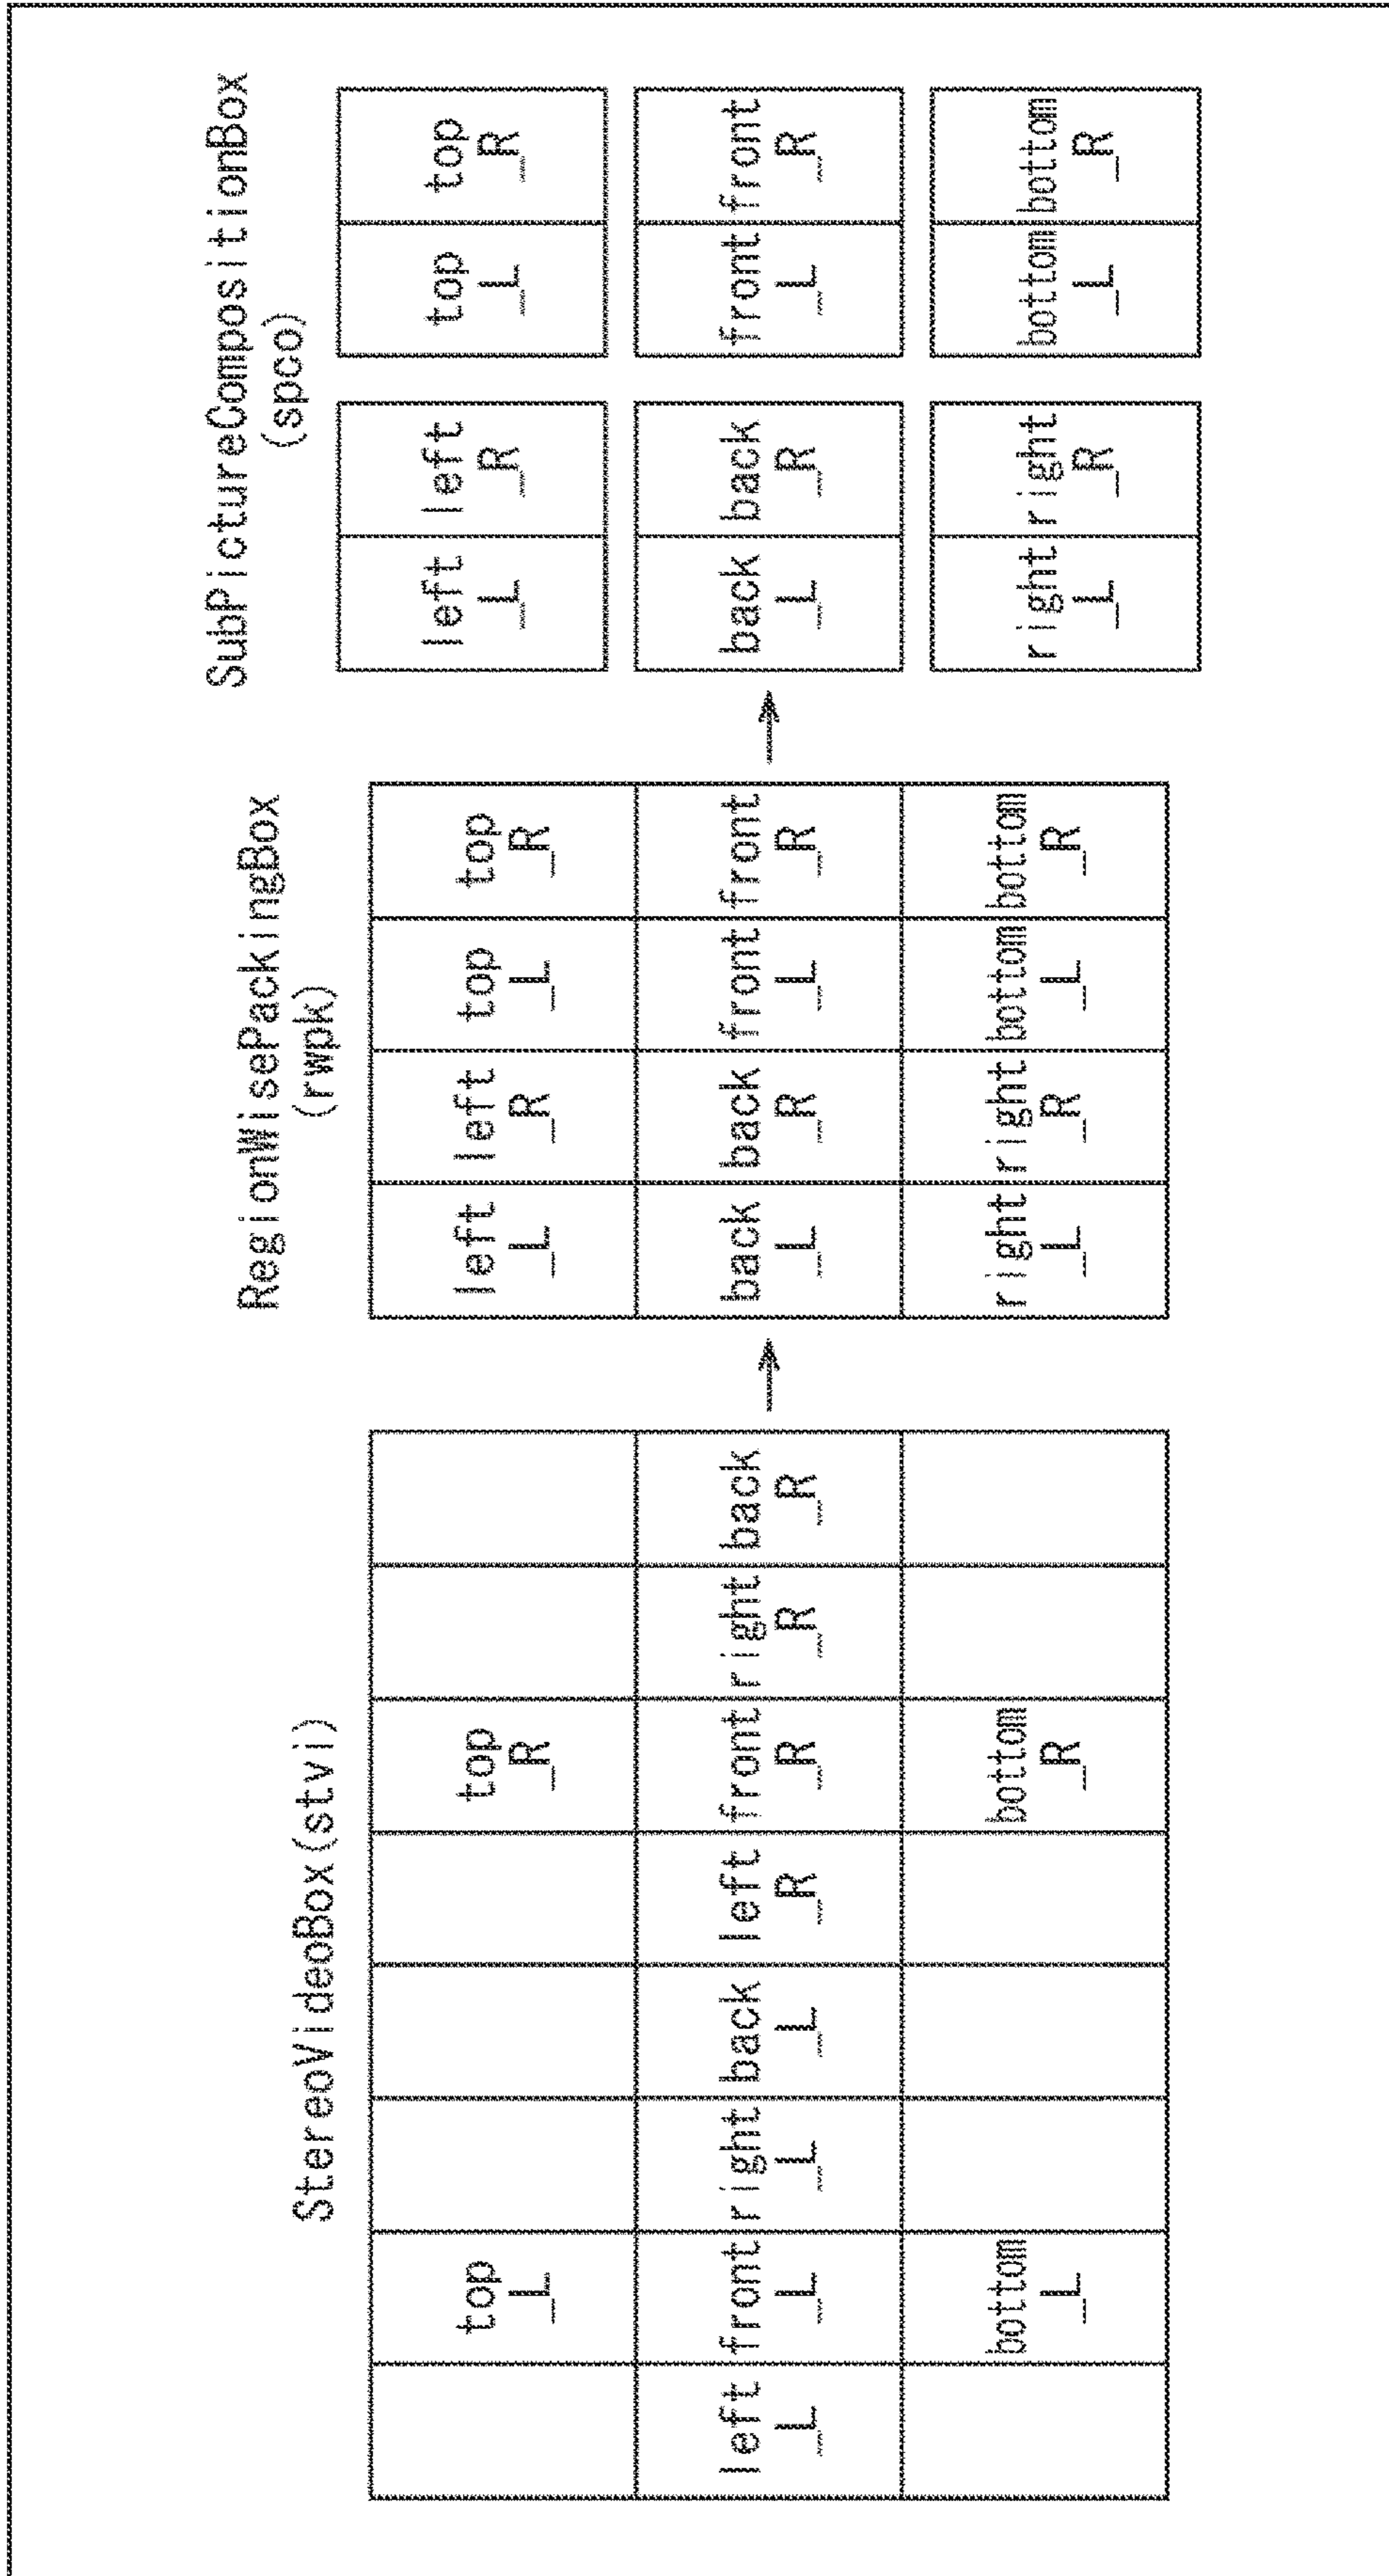 StereoVideoBox(stvi)
top top
_L _R
left front right back left front right back
_L _L _L _L _R _R _R _R
bottom bottom
_L _R
RegionWisePackingBox
(rwpk)
left left top top
_L _R _L _R
back back front front
_L _R _L _R
right right bottom bottom
_L _R _L _R
SubPictureCompositionBox
(spco)
left left top top
_L _R _L _R
back back front front
_L _R _L _R
right right bottom bottom
_L _R _L _R